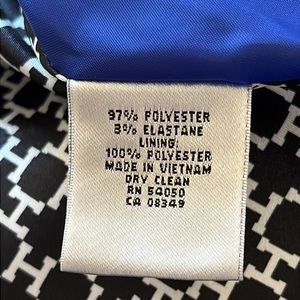 97% POLYESTER
3% ELASTANE
LINING:
100% POLYESTER
MADE IN VIETNAM
DRY CLEAN
RN 54050
CA 08349